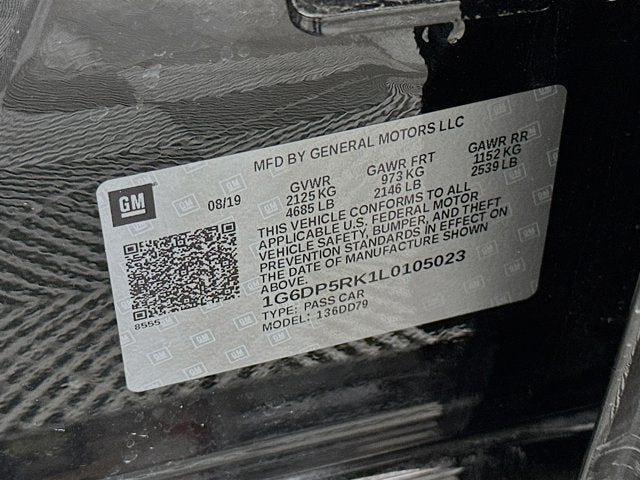 MFD BY GENERAL MOTORS LLC
GM
08/19
GVWR
2125 KG
4685 LB
GAWR FRT
973 KG
2146 LB
GAWR RR
1152 KG
2539 LB
THIS VEHICLE CONFORMS TO ALL
APPLICABLE U.S. FEDERAL MOTOR
VEHICLE SAFETY, BUMPER, AND THEFT
PREVENTION STANDARDS IN EFFECT ON
THE DATE OF MANUFACTURE SHOWN
ABOVE.
1G6DP5RK1L0105023
TYPE: PASS CAR
MODEL: 136DD79
8555